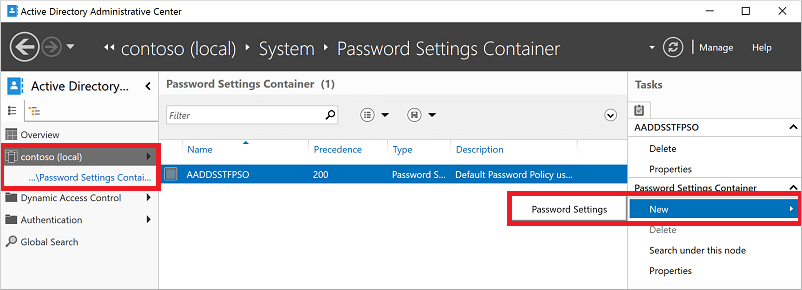 Active Directory Administrative Center
contoso (local) System Password Settings Container
Manage Help
Active Directory...
Overview
contoso (local)
...\Password Settings Contai...
Dynamic Access Control
Authentication
Global Search
Password Settings Container (1)
Filter
Name Precedence Type Description
AADDSSTFPSO 200 Password S... Default Password Policy us...
Password Settings
Tasks
AADDSSTFPSO
Delete
Properties
Password Settings Container
New
Delete
Search under this node
Properties